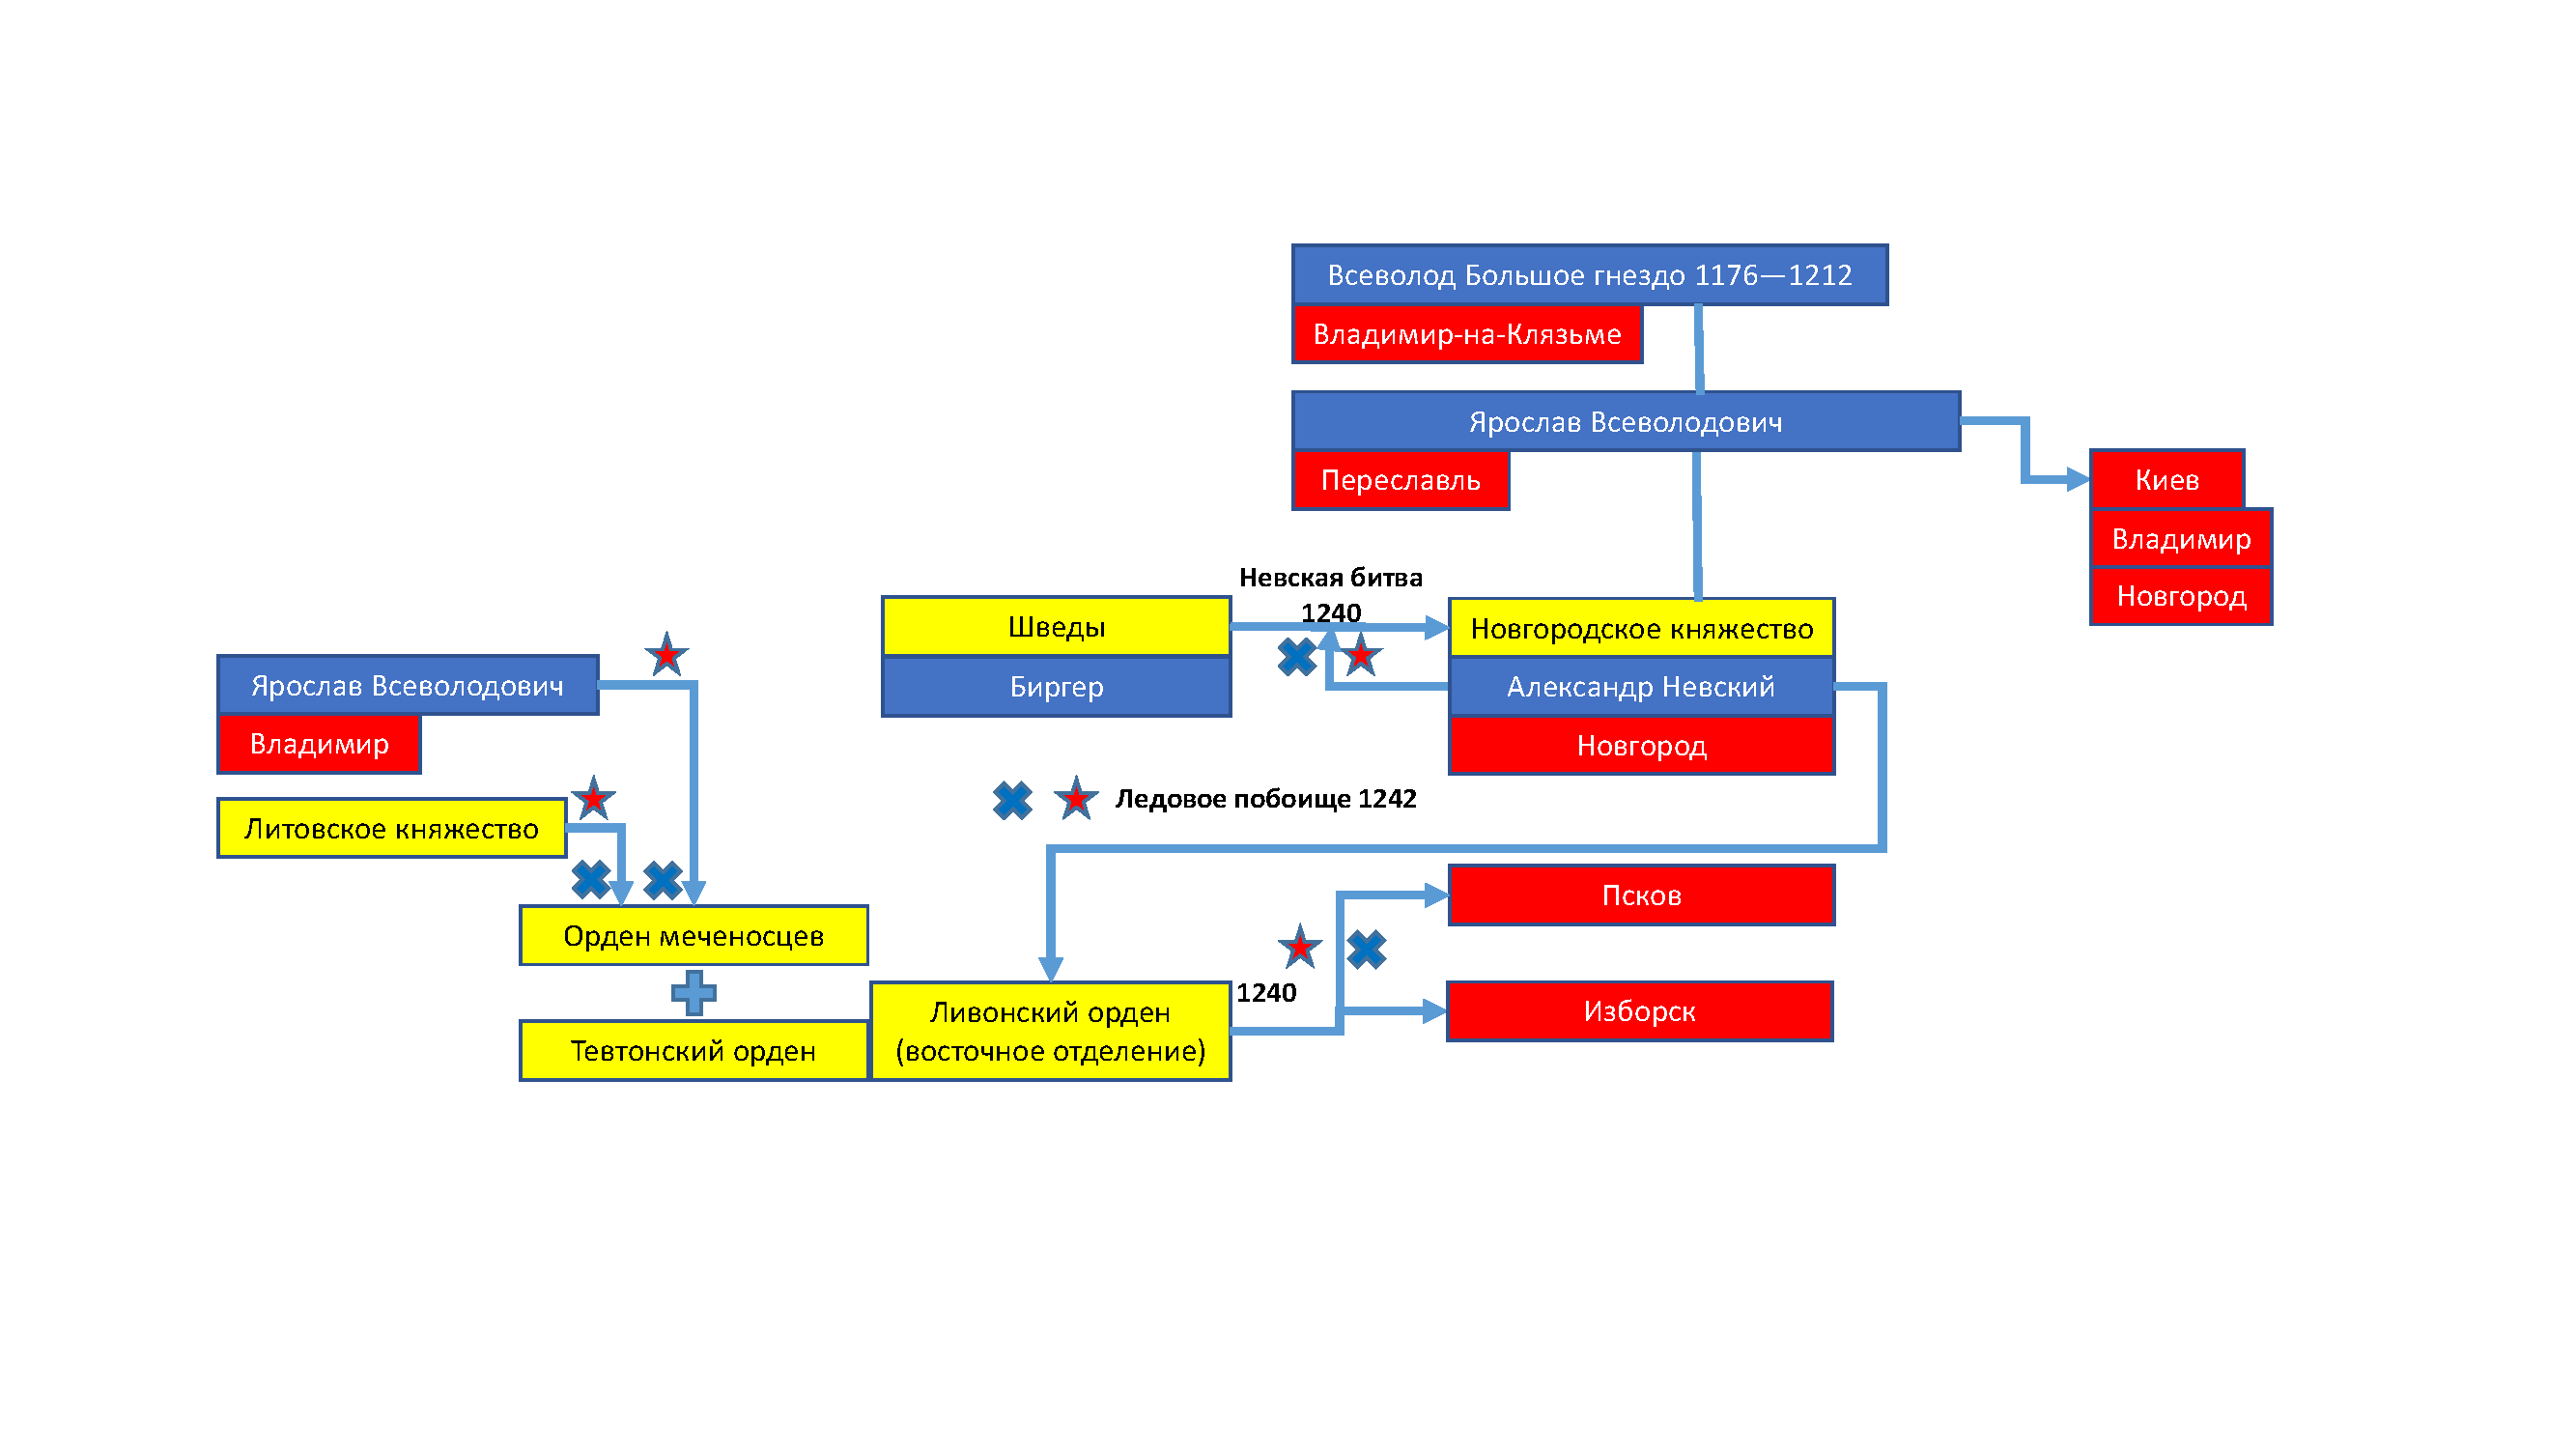 Всеволод Большое гнездо 1176—1212
Владимир-на-Клязьме
Ярослав Всеволодович
Переславль
Киев
Владимир
Новгород
Невская битва
1240
Шведы
Биргер
Новгородское княжество
Александр Невский
Новгород
Ярослав Всеволодович
Владимир
Литовское княжество
Ледовое побоище 1242
Орден меченосцев
Тевтонский орден
Ливонский орден
(восточное отделение)
1240
Псков
Изборск